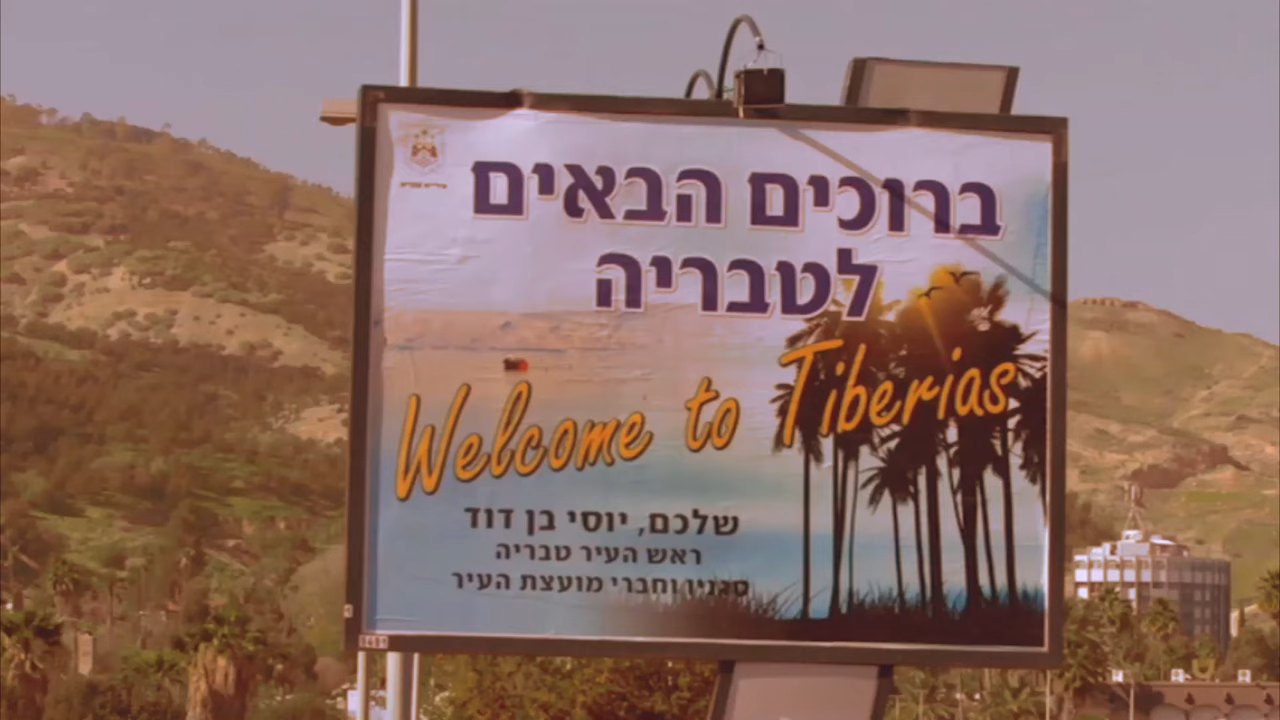 ברוכים הבאים
לטבריה
Welcome to Tiberias
שלכם, יוסי בן דוד
ראש העיר טבריה
סגניו וחברי מועצת העיר